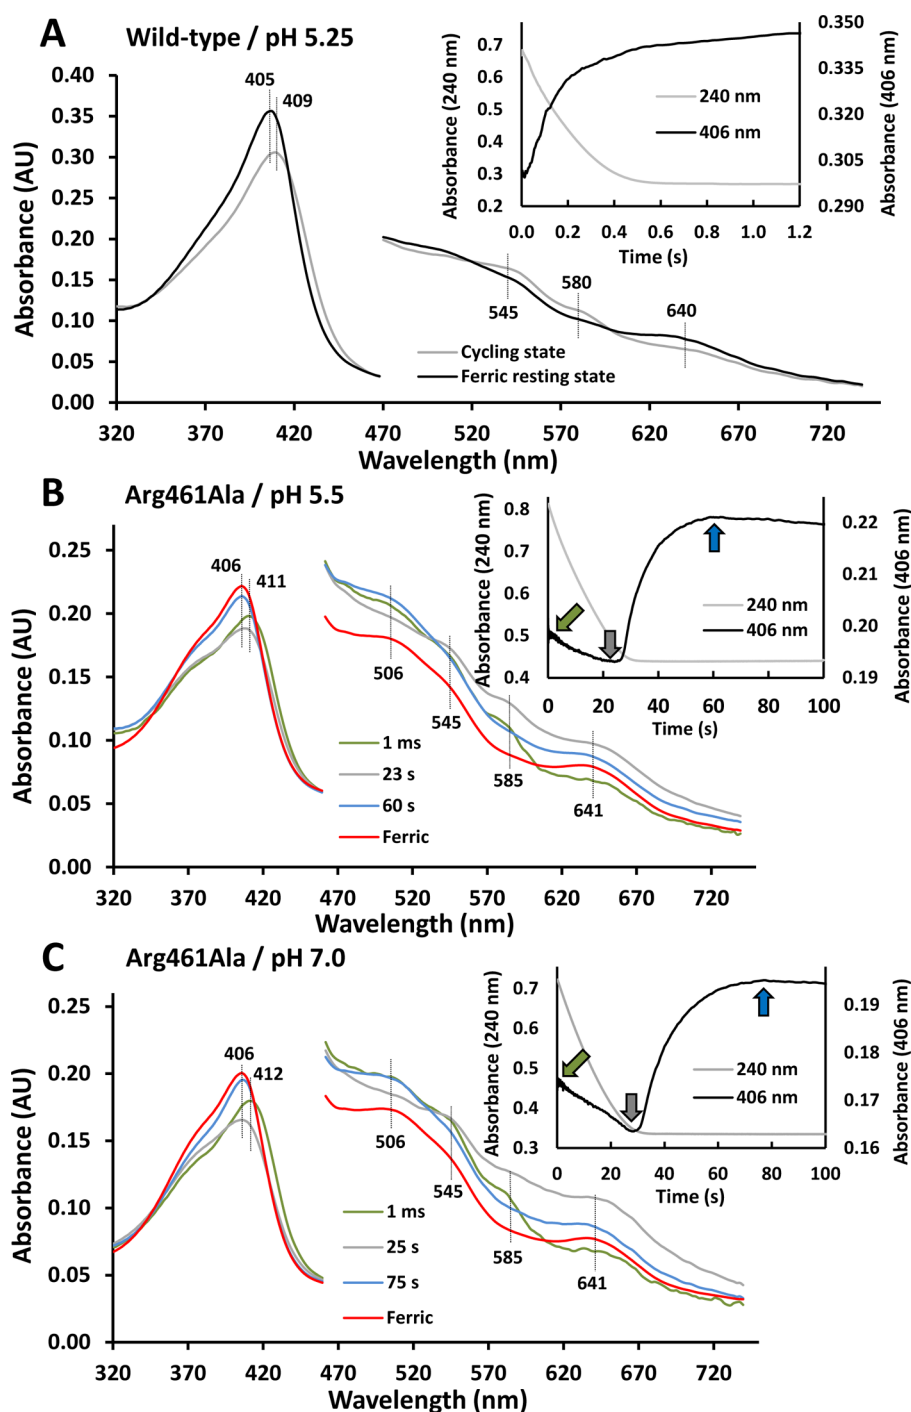 A
Wild-type / pH 5.25
Absorbance (AU)
0.40
0.35
0.30
0.25
0.20
0.15
0.10
0.05
0.00
405
409
545
580
640
Cycling state
Ferric resting state
320 370 420 470 520 570 620 670 720
Wavelength (nm)
Absorbance (240 nm)
0.7
0.6
0.5
0.4
0.3
0.2
240 nm
406 nm
0.350
0.335
0.320
0.305
0.290
Absorbance (406 nm)
0.0 0.2 0.4 0.6 0.8 1.0 1.2
Time (s)
B
Arg461Ala / pH 5.5
Absorbance (AU)
0.25
0.20
0.15
0.10
0.05
0.00
406
411
506
545
585
641
1 ms
23 s
60 s
Ferric
320 370 420 470 520 570 620 670 720
Wavelength (nm)
Absorbance (240 nm)
0.8
0.7
0.6
0.5
0.4
240 nm
406 nm
0.22
0.21
0.20
0.19
Absorbance (406 nm)
0 20 40 60 80 100
Time (s)
C
Arg461Ala / pH 7.0
Absorbance (AU)
0.25
0.20
0.15
0.10
0.05
0.00
406
412
506
545
585
641
1 ms
25 s
75 s
Ferric
320 370 420 470 520 570 620 670 720
Wavelength (nm)
Absorbance (240 nm)
0.7
0.6
0.5
0.4
0.3
240 nm
406 nm
0.19
0.18
0.17
0.16
Absorbance (406 nm)
0 20 40 60 80 100
Time (s)